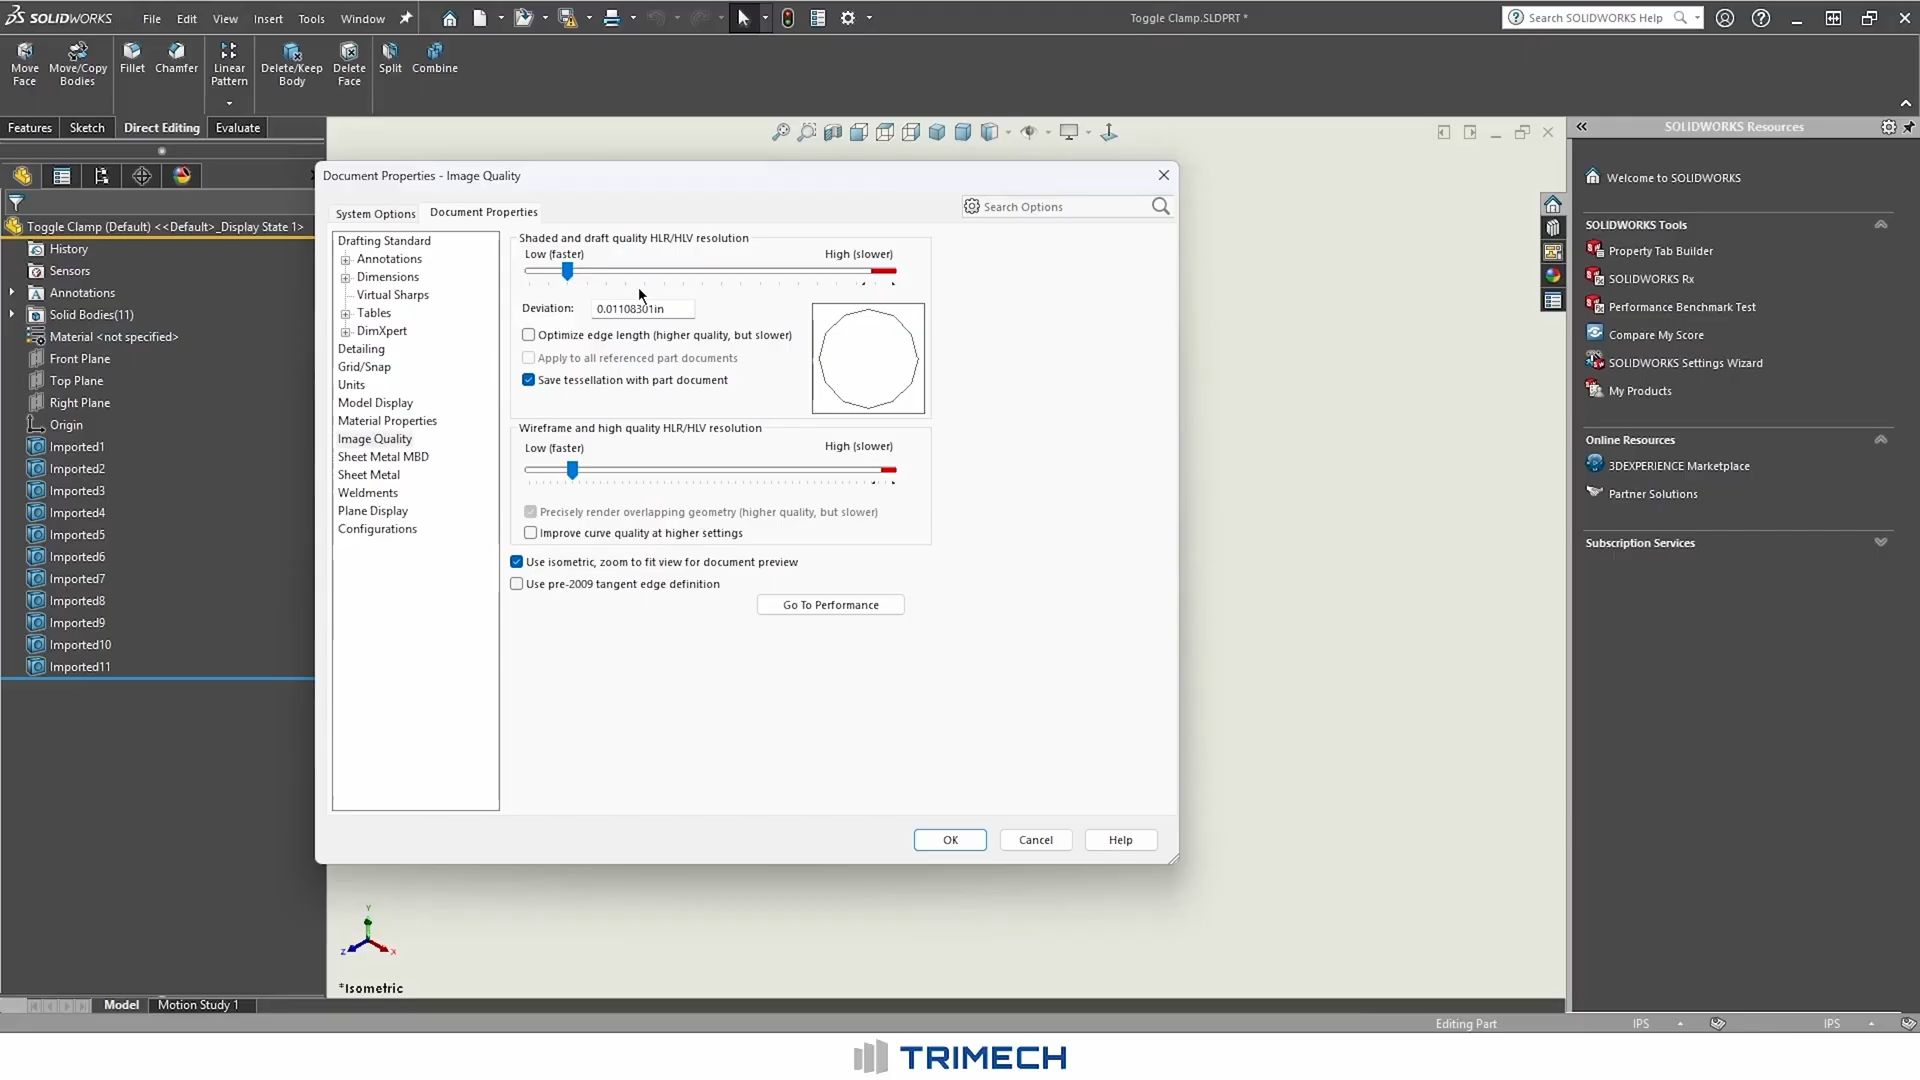 SOLIDWORKS
File
Edit
View
Insert
Tools
Window
Toggle Clamp.SLDPRT *
Search SOLIDWORKS Help
Move
Face
Move/Copy
Bodies
Fillet
Chamfer
Linear
Pattern
Delete/Keep
Body
Delete
Face
Split
Combine
Features
Sketch
Direct Editing
Evaluate
Toggle Clamp (Default) <<Default>_Display State 1>
History
Sensors
Annotations
Solid Bodies(11)
Material <not specified>
Front Plane
Top Plane
Right Plane
Origin
Imported1
Imported2
Imported3
Imported4
Imported5
Imported6
Imported7
Imported8
Imported9
Imported10
Imported11
Document Properties - Image Quality
System Options
Document Properties
Search Options
Drafting Standard
Annotations
Dimensions
Virtual Sharps
Tables
DimXpert
Detailing
Grid/Snap
Units
Model Display
Material Properties
Image Quality
Sheet Metal MBD
Sheet Metal
Weldments
Plane Display
Configurations
Shaded and draft quality HLR/HLV resolution
Low (faster)
High (slower)
Deviation:
0.01108301in
Optimize edge length (higher quality, but slower)
Apply to all referenced part documents
Save tessellation with part document
Wireframe and high quality HLR/HLV resolution
Low (faster)
High (slower)
Precisely render overlapping geometry (higher quality, but slower)
Improve curve quality at higher settings
Use isometric, zoom to fit view for document preview
Use pre-2009 tangent edge definition
Go To Performance
OK
Cancel
Help
SOLIDWORKS Resources
Welcome to SOLIDWORKS
SOLIDWORKS Tools
Property Tab Builder
SOLIDWORKS Rx
Performance Benchmark Test
Compare My Score
SOLIDWORKS Settings Wizard
My Products
Online Resources
3DEXPERIENCE Marketplace
Partner Solutions
Subscription Services
Y
Z
X
*Isometric
Model
Motion Study 1
Editing Part
IPS
IPS
TRIMECH